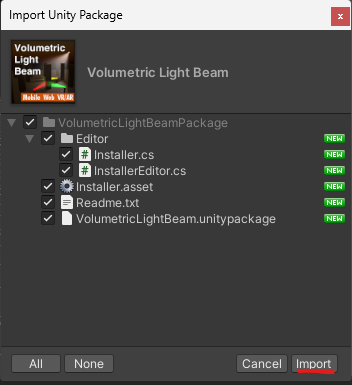 Import Unity Package
x
Volumetric
Light
Beam
Mobile Web VR/AR
Volumetric Light Beam
VolumetricLightBeamPackage
Editor
NEW
# Installer.cs
NEW
# InstallerEditor.cs
NEW
Installer.asset
NEW
Readme.txt
NEW
VolumetricLightBeam.unitypackage
NEW
All
None
Cancel
Import